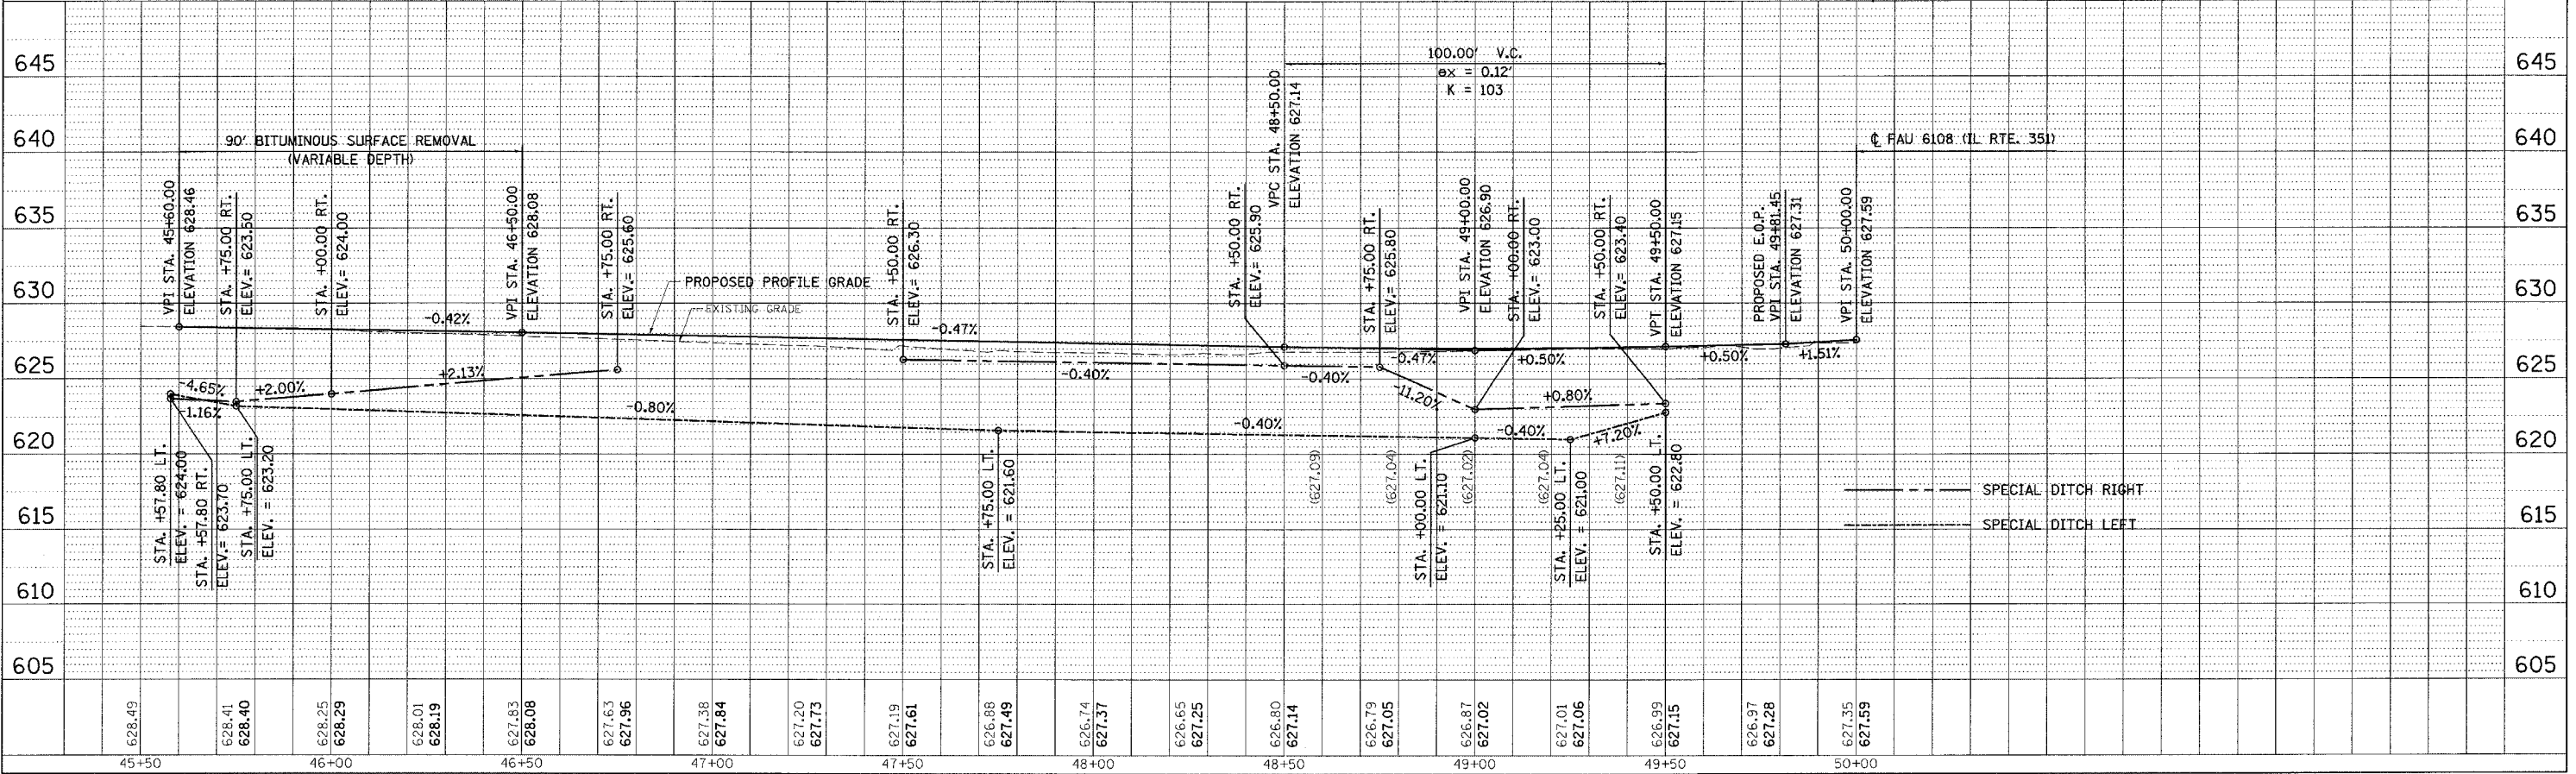 645
640
635
630
625
620
615
610
605
645
640
635
630
625
620
615
610
605
100.00' V.C.
ex = 0.12'
K = 103
90' BITUMINOUS SURFACE REMOVAL
(VARIABLE DEPTH)
℄ FAU 6108 (IL RTE. 351)
VPI STA. 45+60.00
ELEVATION 628.46
STA. +75.00 RT.
ELEV.= 623.50
STA. +00.00 RT.
ELEV.= 624.00
VPI STA. 46+50.00
ELEVATION 628.08
STA. +75.00 RT.
ELEV.= 625.60
STA. +50.00 RT.
ELEV.= 626.30
STA. +50.00 RT.
ELEV.= 625.90
VPC STA. 48+50.00
ELEVATION 627.14
STA. +75.00 RT.
ELEV.= 625.80
VPI STA. 49+00.00
ELEVATION 626.90
STA. +00.00 RT.
ELEV.= 623.00
STA. +50.00 RT.
ELEV.= 623.40
VPT STA. 49+50.00
ELEVATION 627.15
PROPOSED E.O.P.
VPI STA. 49+81.45
ELEVATION 627.31
VPI STA. 50+00.00
ELEVATION 627.59
PROPOSED PROFILE GRADE
EXISTING GRADE
-0.42%
-0.47%
-0.47%
+0.50%
+0.50%
+1.51%
-4.65%
+2.00%
+2.13%
-0.40%
-0.40%
-11.20%
+0.80%
-1.16%
-0.80%
-0.40%
-0.40%
+7.20%
STA. +57.80 LT.
ELEV. = 624.00
STA. +57.80 RT.
ELEV.= 623.70
STA. +75.00 LT.
ELEV. = 623.20
STA. +75.00 LT.
ELEV. = 621.60
(627.09)
(627.04)
STA. +00.00 LT.
ELEV. = 621.10
(627.02)
(627.04)
STA. +25.00 LT.
ELEV. = 621.00
(627.11)
STA. +50.00 LT.
ELEV. = 622.80
SPECIAL DITCH RIGHT
SPECIAL DITCH LEFT
628.49
628.41
628.40
628.25
628.29
628.01
628.19
627.83
628.08
627.63
627.96
627.38
627.84
627.20
627.73
627.19
627.61
626.88
627.49
626.74
627.37
626.65
627.25
626.80
627.14
626.79
627.05
626.87
627.02
627.01
627.06
626.99
627.15
626.97
627.28
627.35
627.59
45+50
46+00
46+50
47+00
47+50
48+00
48+50
49+00
49+50
50+00